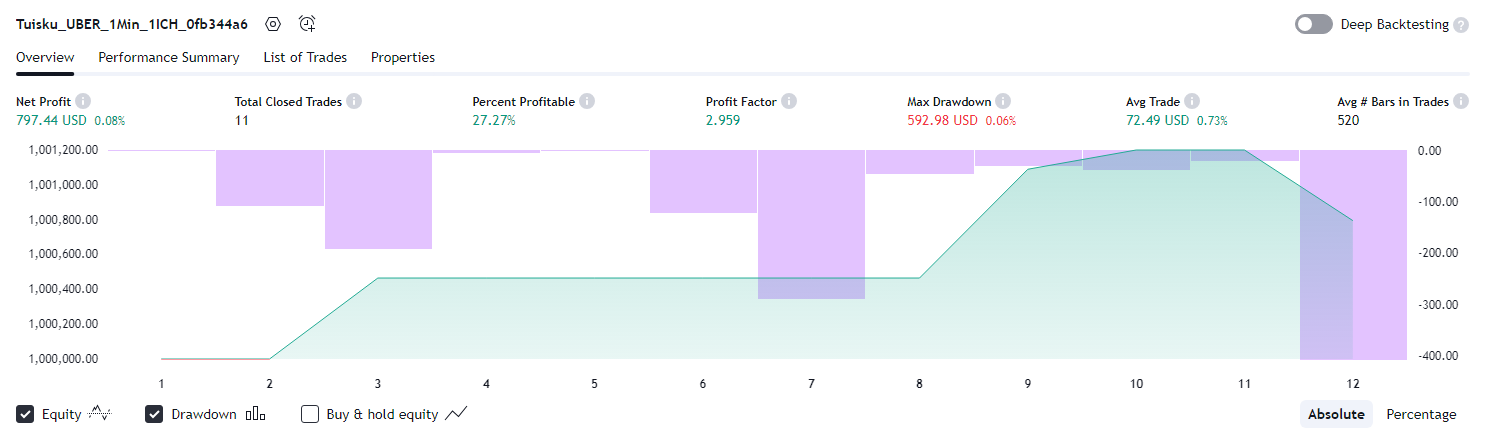 Tuisku_UBER_1Min_1ICH_0fb344a6 Deep Backtesting ?
Overview Performance Summary List of Trades Properties
Net Profit i Total Closed Trades i Percent Profitable i Profit Factor i Max Drawdown i Avg Trade i Avg # Bars in Trades i
797.44 USD 0.08% 11 27.27% 2.959 592.98 USD 0.06% 72.49 USD 0.73% 520
1,001,200.00 0.00
1,001,000.00
-100.00
1,000,800.00
1,000,600.00 -200.00
1,000,400.00
-300.00
1,000,200.00
1,000,000.00 -400.00
1 2 3 4 5 6 7 8 9 10 11 12
Equity Drawdown Buy & hold equity Absolute Percentage